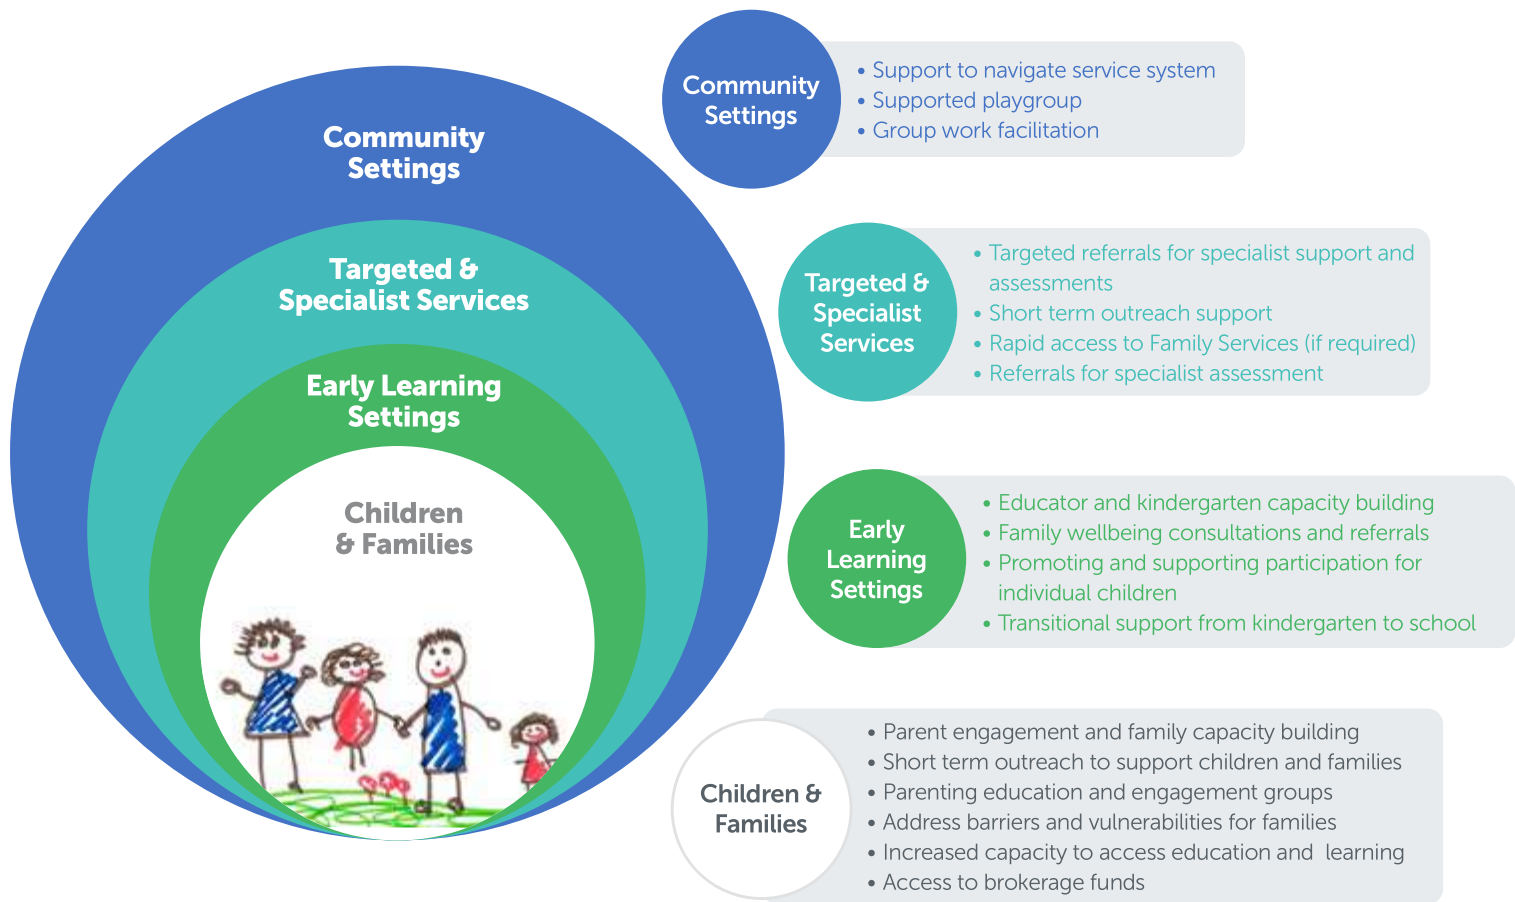 Community
Settings
Targeted &
Specialist Services
Early Learning
Settings
Children
& Families
Community
Settings
• Support to navigate service system
• Supported playgroup
• Group work facilitation
Targeted &
Specialist
Services
• Targeted referrals for specialist support and
assessments
• Short term outreach support
• Rapid access to Family Services (if required)
• Referrals for specialist assessment
Early
Learning
Settings
• Educator and kindergarten capacity building
• Family wellbeing consultations and referrals
• Promoting and supporting participation for
individual children
• Transitional support from kindergarten to school
Children &
Families
• Parent engagement and family capacity building
• Short term outreach to support children and families
• Parenting education and engagement groups
• Address barriers and vulnerabilities for families
• Increased capacity to access education and  learning
• Access to brokerage funds